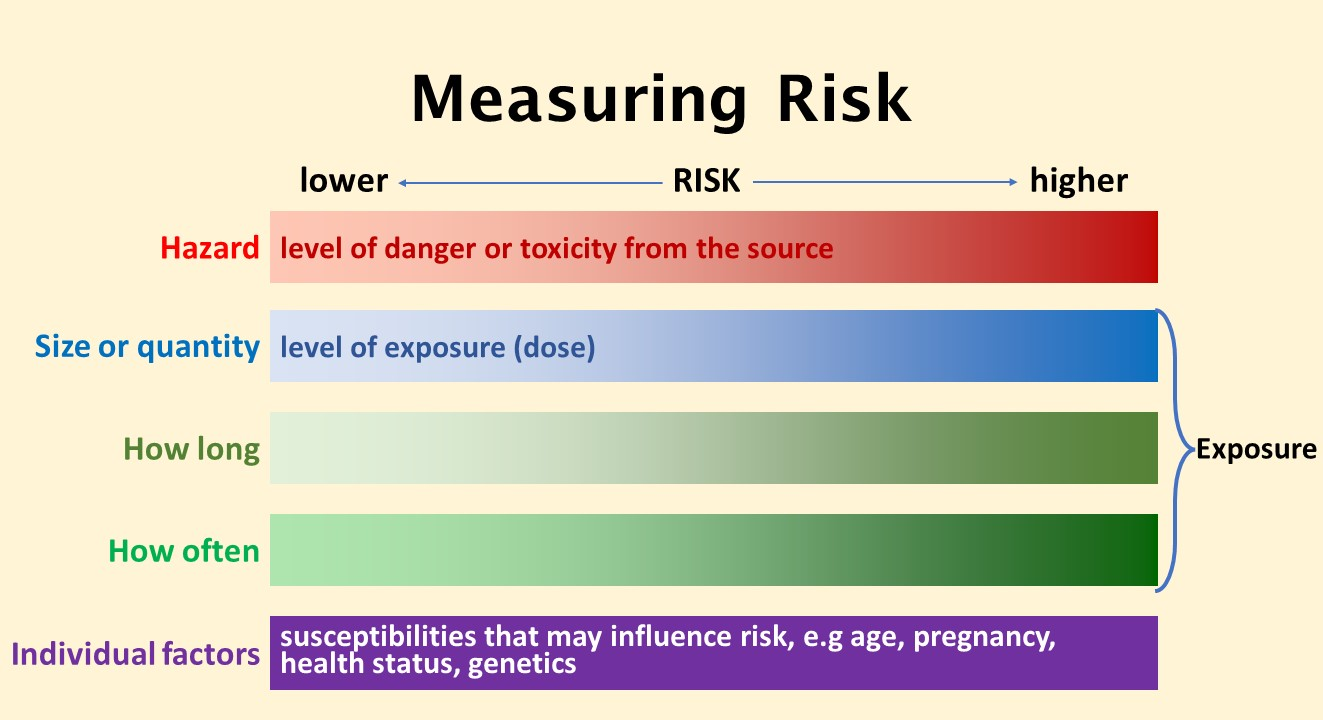 Measuring Risk
lower RISK higher
Hazard level of danger or toxicity from the source
Size or quantity level of exposure (dose)
How long
Exposure
How often
Individual factors
susceptibilities that may influence risk, e.g age, pregnancy,
health status, genetics